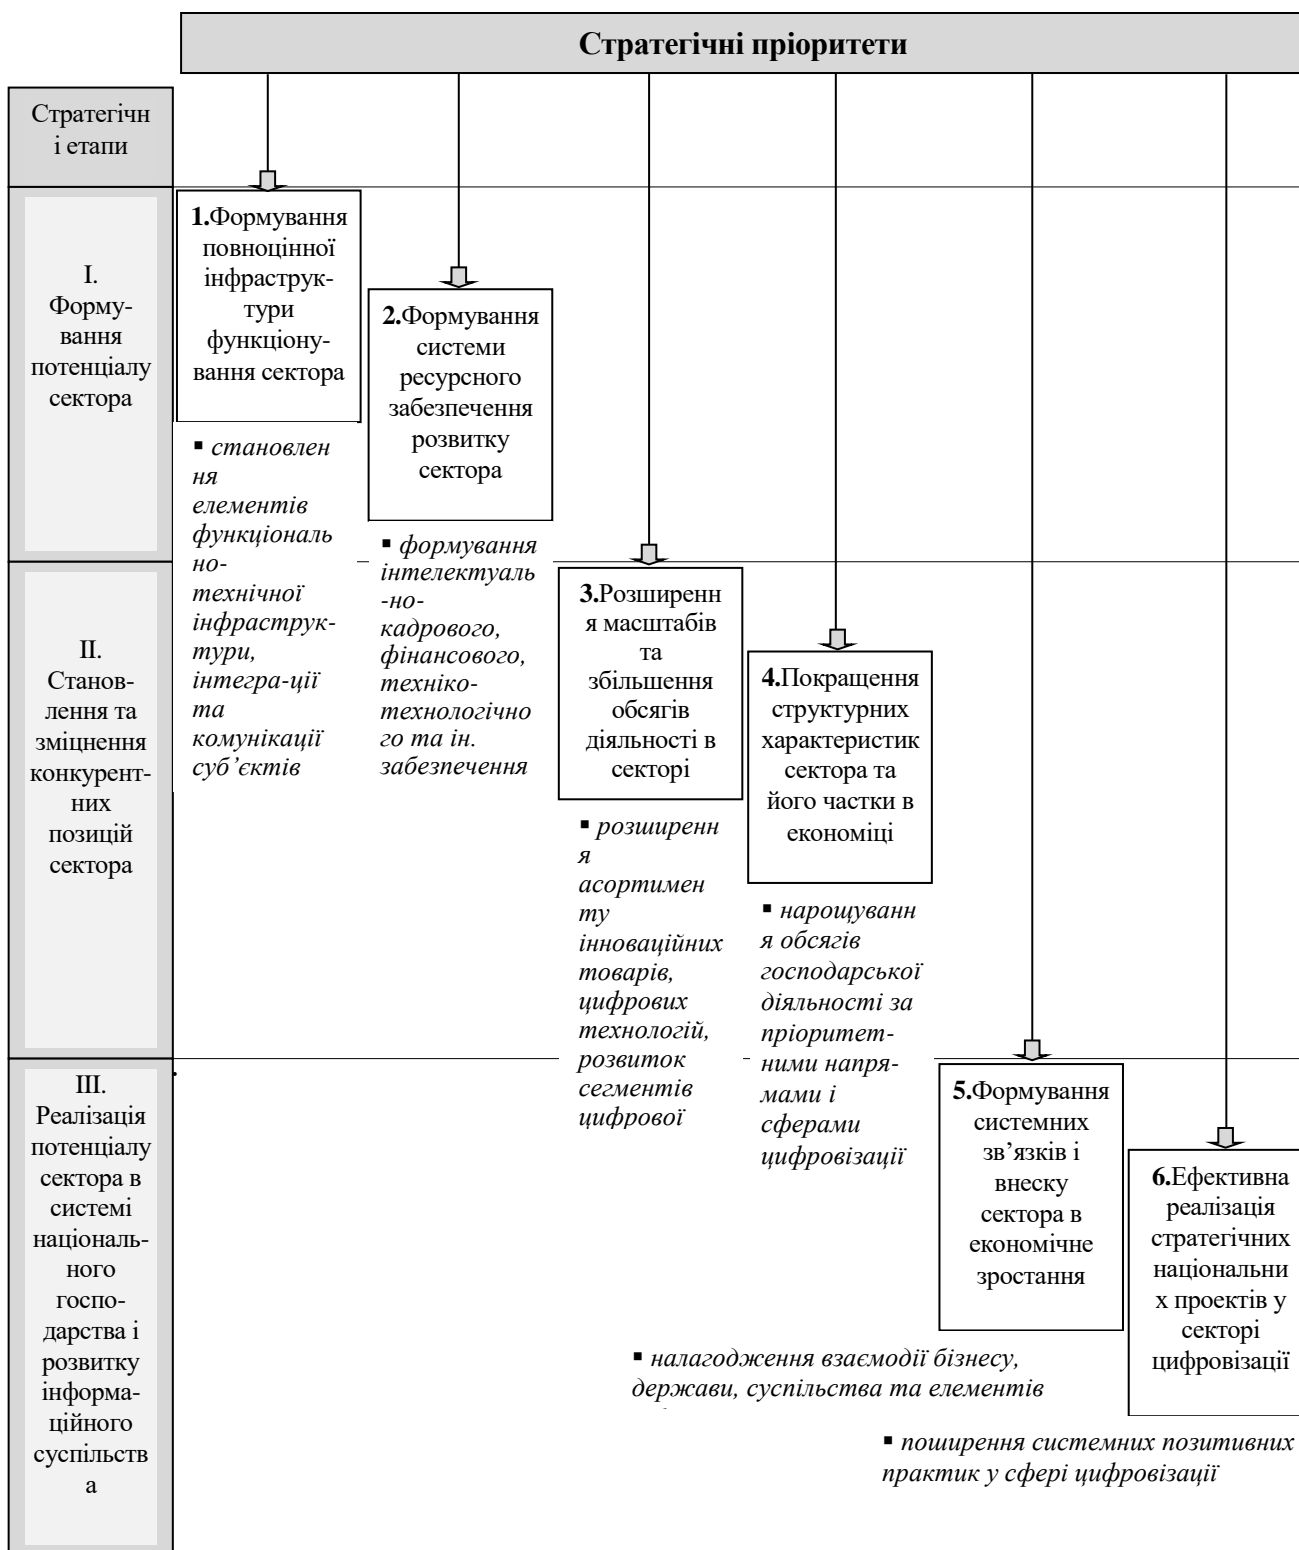 Стратегічні пріоритети
Стратегічн
і етапи
І.
Форму-
вання
потенціалу
сектора
1.Формування
повноцінної
інфраструк-
тури
функціону-
вання сектора
▪ становлен
ня
елементів
функціональ
но-
технічної
інфраструк-
тури,
інтегра-ції
та
комунікації
суб’єктів
2.Формування
системи
ресурсного
забезпечення
розвитку
сектора
▪ формування
інтелектуаль
-но-
кадрового,
фінансового,
техніко-
технологічно
го та ін.
забезпечення
ІІ.
Станов-
лення та
зміцнення
конкурент-
них
позицій
сектора
3.Розширенн
я масштабів
та
збільшення
обсягів
діяльності в
секторі
▪ розширенн
я
асортимен
ту
інноваційних
товарів,
цифрових
технологій,
розвиток
сегментів
цифрової
4.Покращення
структурних
характеристик
сектора та
його частки в
економіці
▪ нарощуванн
я обсягів
господарської
діяльності за
пріоритет-
ними напря-
мами і
сферами
цифровізації
ІІІ.
Реалізація
потенціалу
сектора в
системі
національ-
ного
госпо-
дарства і
розвитку
інформа-
ційного
суспільств
а
5.Формування
системних
зв’язків і
внеску
сектора в
економічне
зростання
▪ налагодження взаємодії бізнесу,
держави, суспільства та елементів
6.Ефективна
реалізація
стратегічних
національни
х проектів у
секторі
цифровізації
▪ поширення системних позитивних
практик у сфері цифровізації